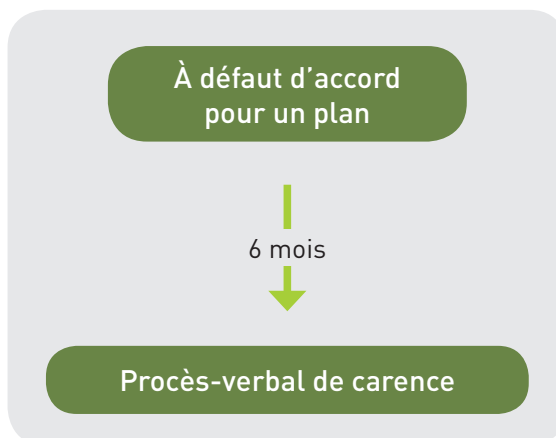 À défaut d’accord
pour un plan
6 mois
Procès-verbal de carence